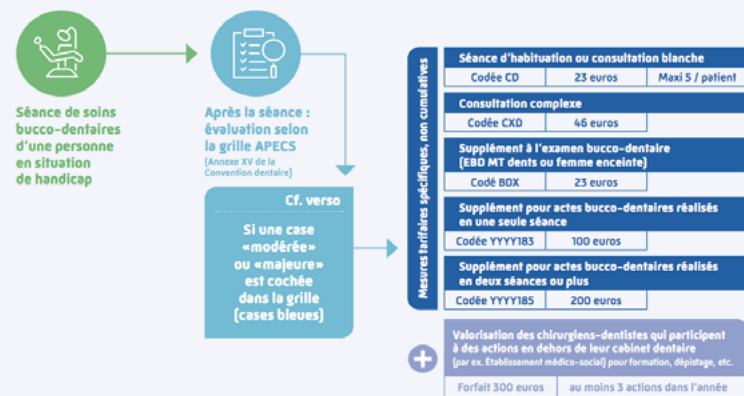 Séance de soins
bucco-dentaires
d'une personne
en situation
de handicap
Après la séance :
évaluation selon
la grille APECS
(Annexe XV de la
Convention dentaire)
Cf. verso
Si une case
«modérée»
ou «majeure»
est cochée
dans la grille
(cases bleues)
Mesures tarifaires spécifiques, non cumulatives
Séance d'habituation ou consultation blanche
Codée CD 23 euros Maxi 5 / patient
Consultation complexe
Codée CXD 46 euros
Supplément à l'examen bucco-dentaire
(EBD MT dents ou femme enceinte)
Codé BDX 23 euros
Supplément pour actes bucco-dentaires réalisés
en une seule séance
Codée YYYY183 100 euros
Supplément pour actes bucco-dentaires réalisés
en deux séances ou plus
Codée YYYY185 200 euros
+
Valorisation des chirurgiens-dentistes qui participent
à des actions en dehors de leur cabinet dentaire
(par ex. Établissement médico-social) pour formation, dépistage, etc.
Forfait 300 euros au moins 3 actions dans l'année